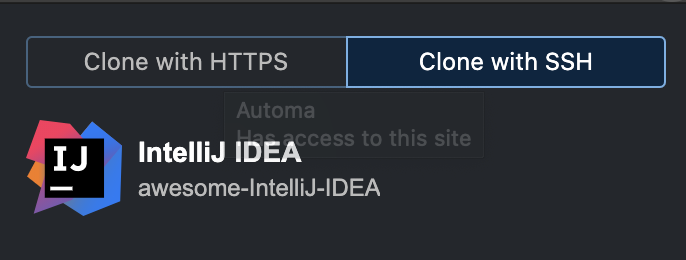 Clone with HTTPS
Clone with SSH
Automa
Has access to this site
IJ
IntelliJ IDEA
awesome-IntelliJ-IDEA